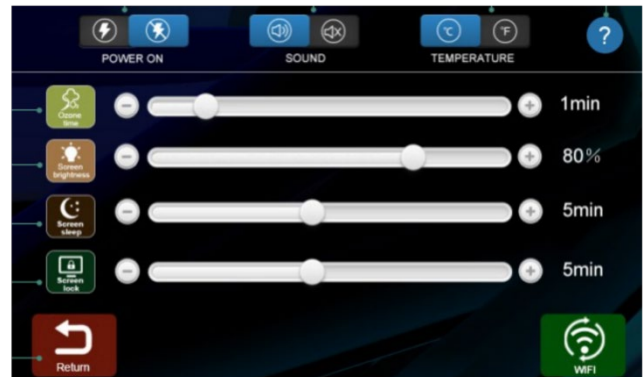 °C
°F
?
POWER ON
SOUND
TEMPERATURE
Ozone
time
1min
Screen
brightness
80%
Screen
sleep
5min
Screen
lock
5min
Return
WIFI